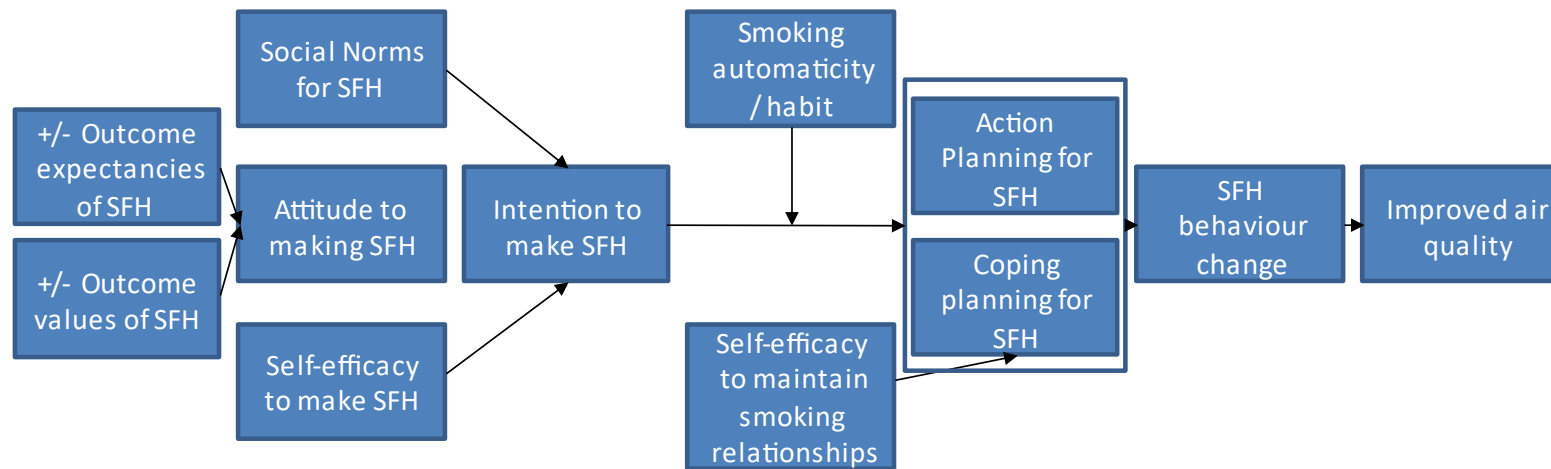 Social Norms
for SFH
+/- Outcome
expectancies
of SFH
+/- Outcome
values of SFH
Attitude to
making SFH
Self-efficacy
to make SFH
Intention to
make SFH
Smoking
automaticity
/ habit
Self-efficacy
to maintain
smoking
relationships
Action
Planning for
SFH
Coping
planning for
SFH
SFH
behaviour
change
Improved air
quality